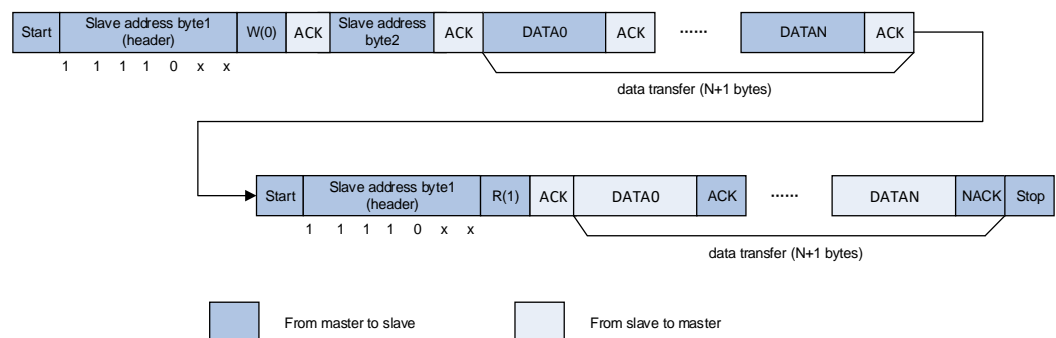 Start Slave address byte1 (header) W(0) ACK Slave address byte2 ACK DATA0 ACK ...... DATAN ACK
1 1 1 1 0 x x
data transfer (N+1 bytes)
Start Slave address byte1 (header) R(1) ACK DATA0 ACK ...... DATAN NACK Stop
1 1 1 1 0 x x
data transfer (N+1 bytes)
From master to slave From slave to master